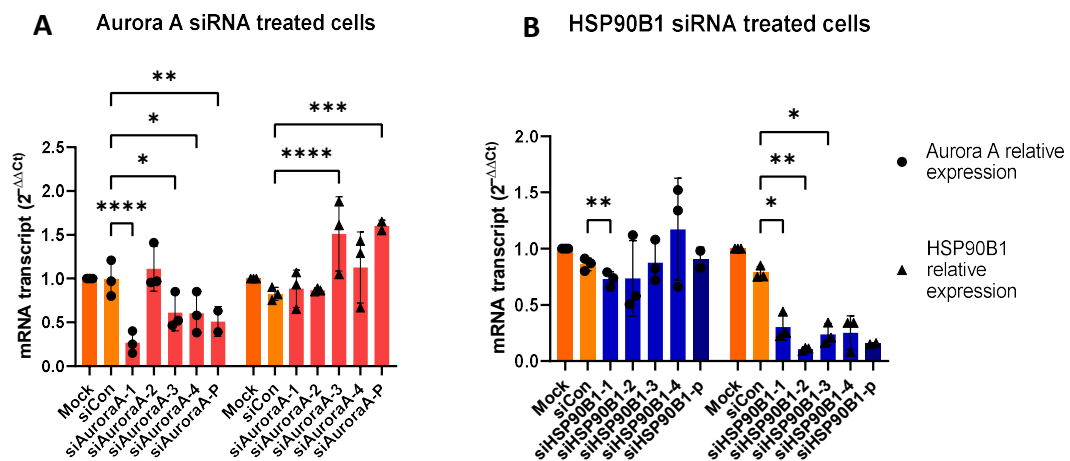 A
Aurora A siRNA treated cells
mRNA transcript (2^−ΔΔCt)
2.5
2.0
1.5
1.0
0.5
0.0
**
*
*
****
***
****
Mock
siCon
siAuroraA-1
siAuroraA-2
siAuroraA-3
siAuroraA-4
siAuroraA-P
Mock
siCon
siAuroraA-1
siAuroraA-2
siAuroraA-3
siAuroraA-4
siAuroraA-P
B
HSP90B1 siRNA treated cells
mRNA transcript (2^−ΔΔCt)
2.0
1.5
1.0
0.5
0.0
**
*
**
*
Mock
siCon
siHSP90B1-1
siHSP90B1-2
siHSP90B1-3
siHSP90B1-4
siHSP90B1-p
Mock
siCon
siHSP90B1-1
siHSP90B1-2
siHSP90B1-3
siHSP90B1-4
siHSP90B1-p
Aurora A relative
expression
HSP90B1
relative
expression